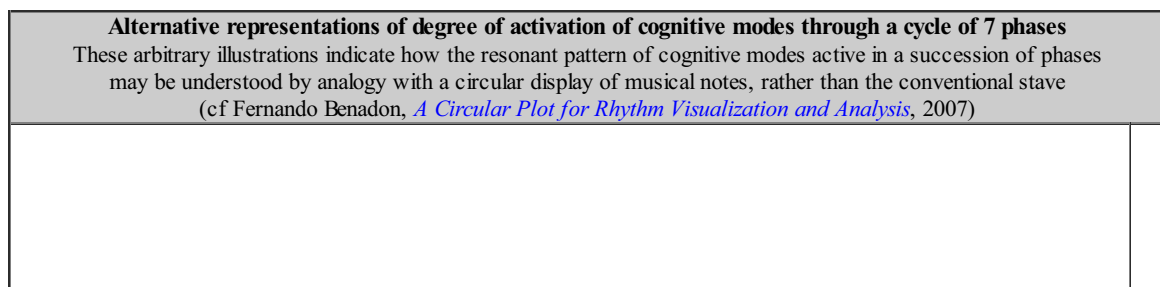 Alternative representations of degree of activation of cognitive modes through a cycle of 7 phases
These arbitrary illustrations indicate how the resonant pattern of cognitive modes active in a succession of phases
may be understood by analogy with a circular display of musical notes, rather than the conventional stave
(cf Fernando Benadon, A Circular Plot for Rhythm Visualization and Analysis, 2007)